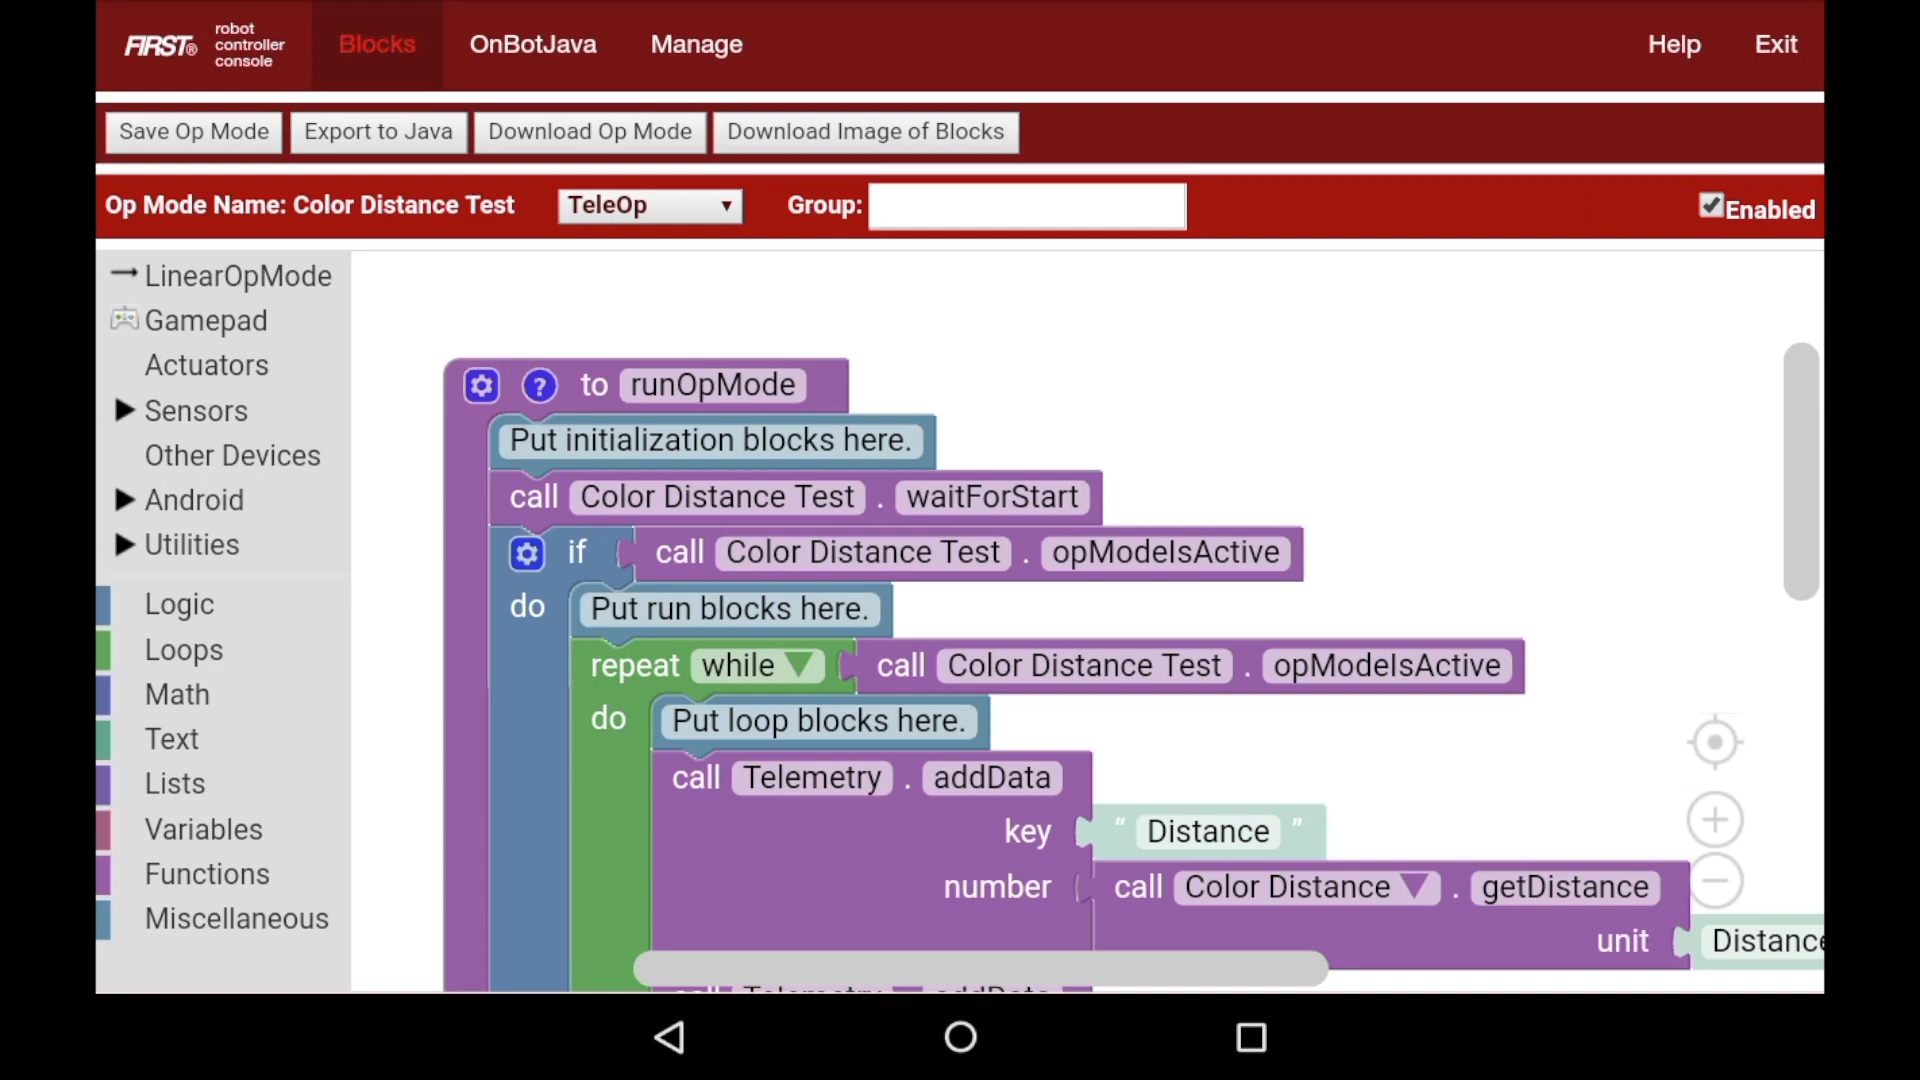 FIRST® robot controller console Blocks OnBotJava Manage Help Exit
Save Op Mode Export to Java Download Op Mode Download Image of Blocks
Op Mode Name: Color Distance Test TeleOp Group: Enabled
LinearOpMode
Gamepad
Actuators
Sensors
Other Devices
Android
Utilities
Logic
Loops
Math
Text
Lists
Variables
Functions
Miscellaneous
? to runOpMode
Put initialization blocks here.
call Color Distance Test . waitForStart
if call Color Distance Test . opModeIsActive
do Put run blocks here.
repeat while call Color Distance Test . opModeIsActive
do Put loop blocks here.
call Telemetry . addData
key “ Distance ”
number call Color Distance . getDistance
unit Distance
call Telemetry addData